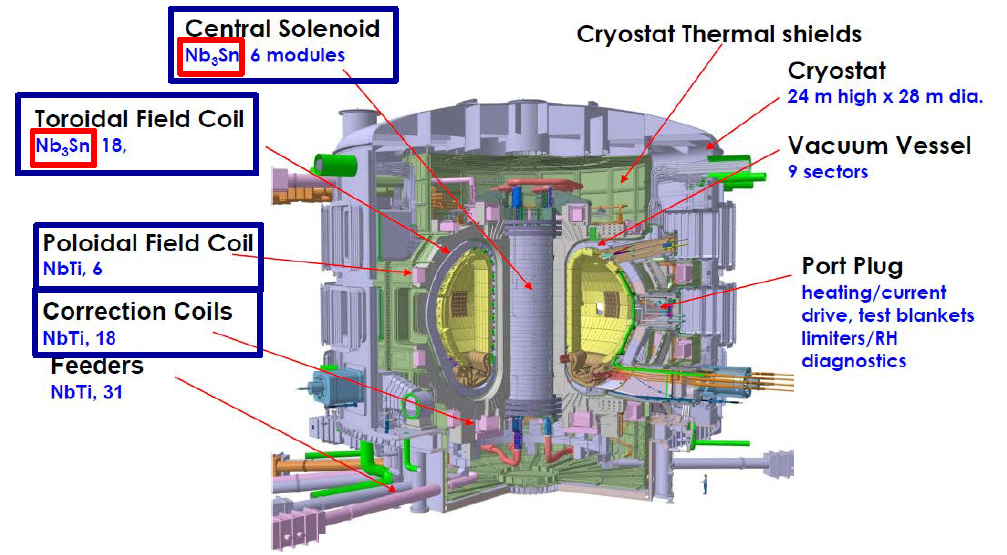 Central Solenoid
Nb₃Sn, 6 modules
Toroidal Field Coil
Nb₃Sn, 18,
Poloidal Field Coil
NbTi, 6
Correction Coils
NbTi, 18
Feeders
NbTi, 31
Cryostat Thermal shields
Cryostat
24 m high x 28 m dia.
Vacuum Vessel
9 sectors
Port Plug
heating/current
drive, test blankets
limiters/RH
diagnostics